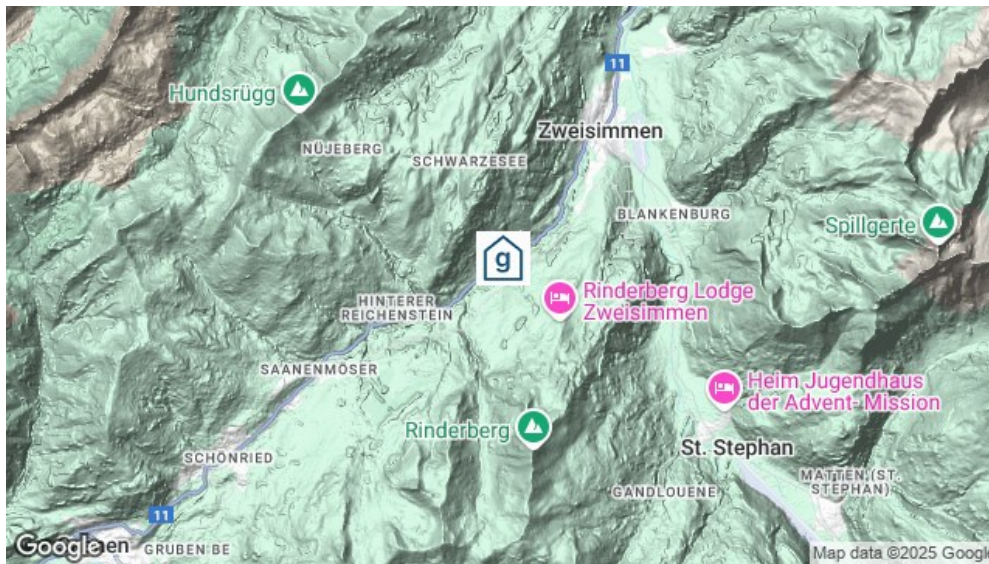 11
Hundsrügg
Zweisimmen
NÜJEBERG
SCHWARZESEE
BLANKENBURG
Spillgerte
g
Rinderberg Lodge
Zweisimmen
HINTERER
REICHENSTEIN
SAANENMÖSER
Heim Jugendhaus
der Advent- Mission
Rinderberg
St. Stephan
SCHÖNRIED
MATTEN (ST.
STEPHAN)
GANDLOUENE
11
Google
GRUBEN BE
Map data ©2025 Google